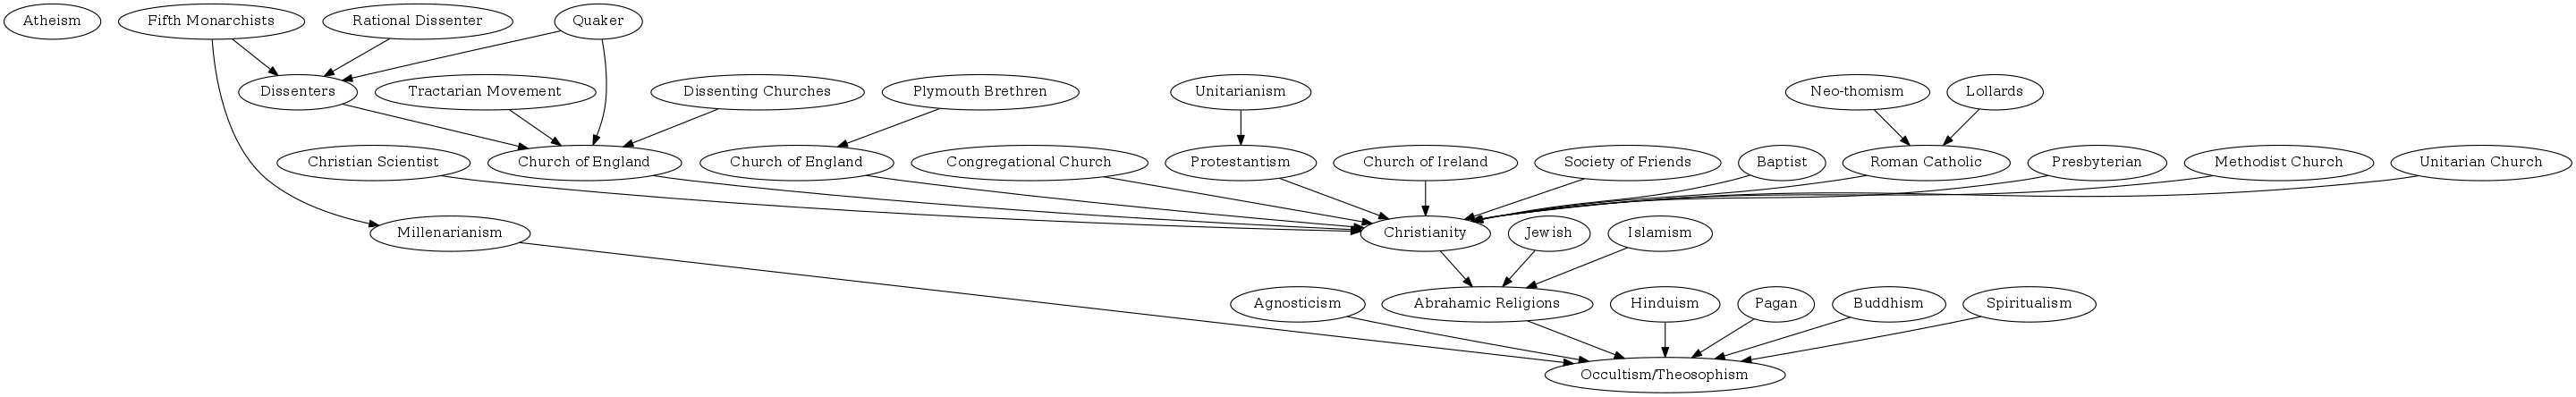 Atheism
Fifth Monarchists
Rational Dissenter
Quaker
Dissenters
Tractarian Movement
Dissenting Churches
Plymouth Brethren
Unitarianism
Neo-thomism
Lollards
Christian Scientist
Church of England
Church of England
Congregational Church
Protestantism
Church of Ireland
Society of Friends
Baptist
Roman Catholic
Presbyterian
Methodist Church
Unitarian Church
Millenarianism
Christianity
Jewish
Islamism
Agnosticism
Abrahamic Religions
Hinduism
Pagan
Buddhism
Spiritualism
Occultism/Theosophism